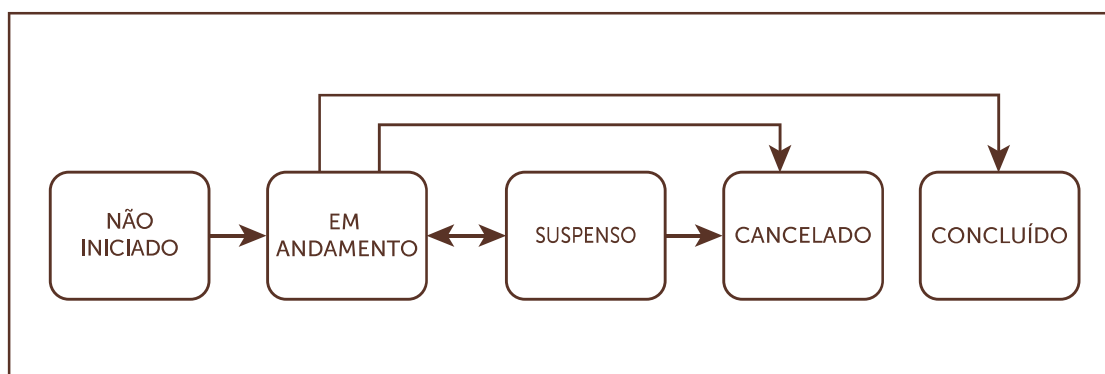 NÃO
INICIADO
EM
ANDAMENTO
SUSPENSO
CANCELADO
CONCLUÍDO